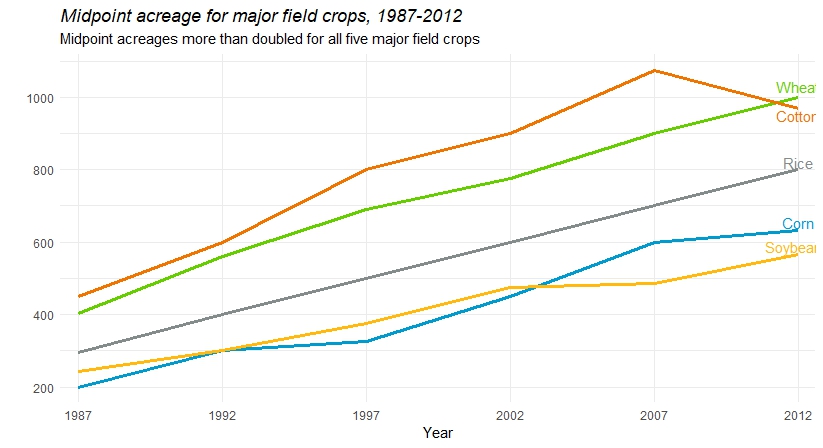 Midpoint acreage for major field crops, 1987-2012
Midpoint acreages more than doubled for all five major field crops
1000
800
600
400
200
Wheat
Cotton
Rice
Corn
Soybean
1987 1992 1997 2002 2007 2012
Year